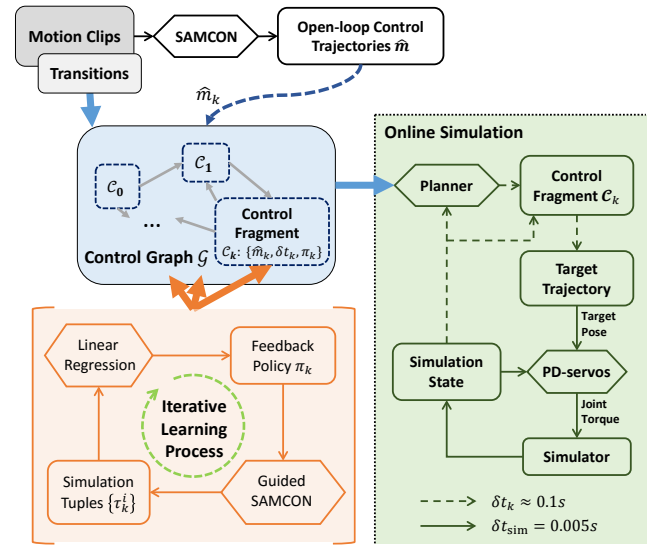 Motion Clips
Transitions
SAMCON
Open-loop Control
Trajectories m̂
m̂ₖ
𝒞₀
𝒞₁
...
Control
Fragment
𝒞ₖ: {m̂ₖ, δtₖ, πₖ}
Control Graph 𝒢
Linear
Regression
Feedback
Policy πₖ
Iterative
Learning
Process
Simulation
Tuples {τₖⁱ}
Guided
SAMCON
Online Simulation
Planner
Control
Fragment 𝒞ₖ
Target
Trajectory
Target
Pose
Simulation
State
PD-servos
Joint
Torque
Simulator
δtₖ ≈ 0.1s
δt_sim = 0.005s